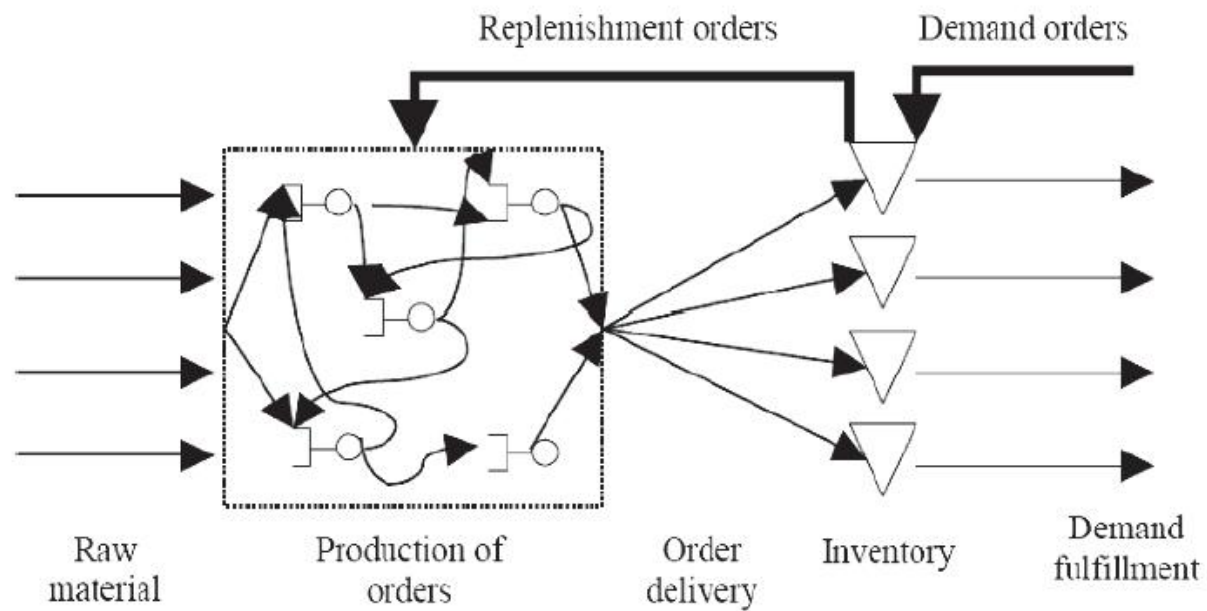 Replenishment orders
Demand orders
Raw
material
Production of
orders
Order
delivery
Inventory
Demand
fulfillment